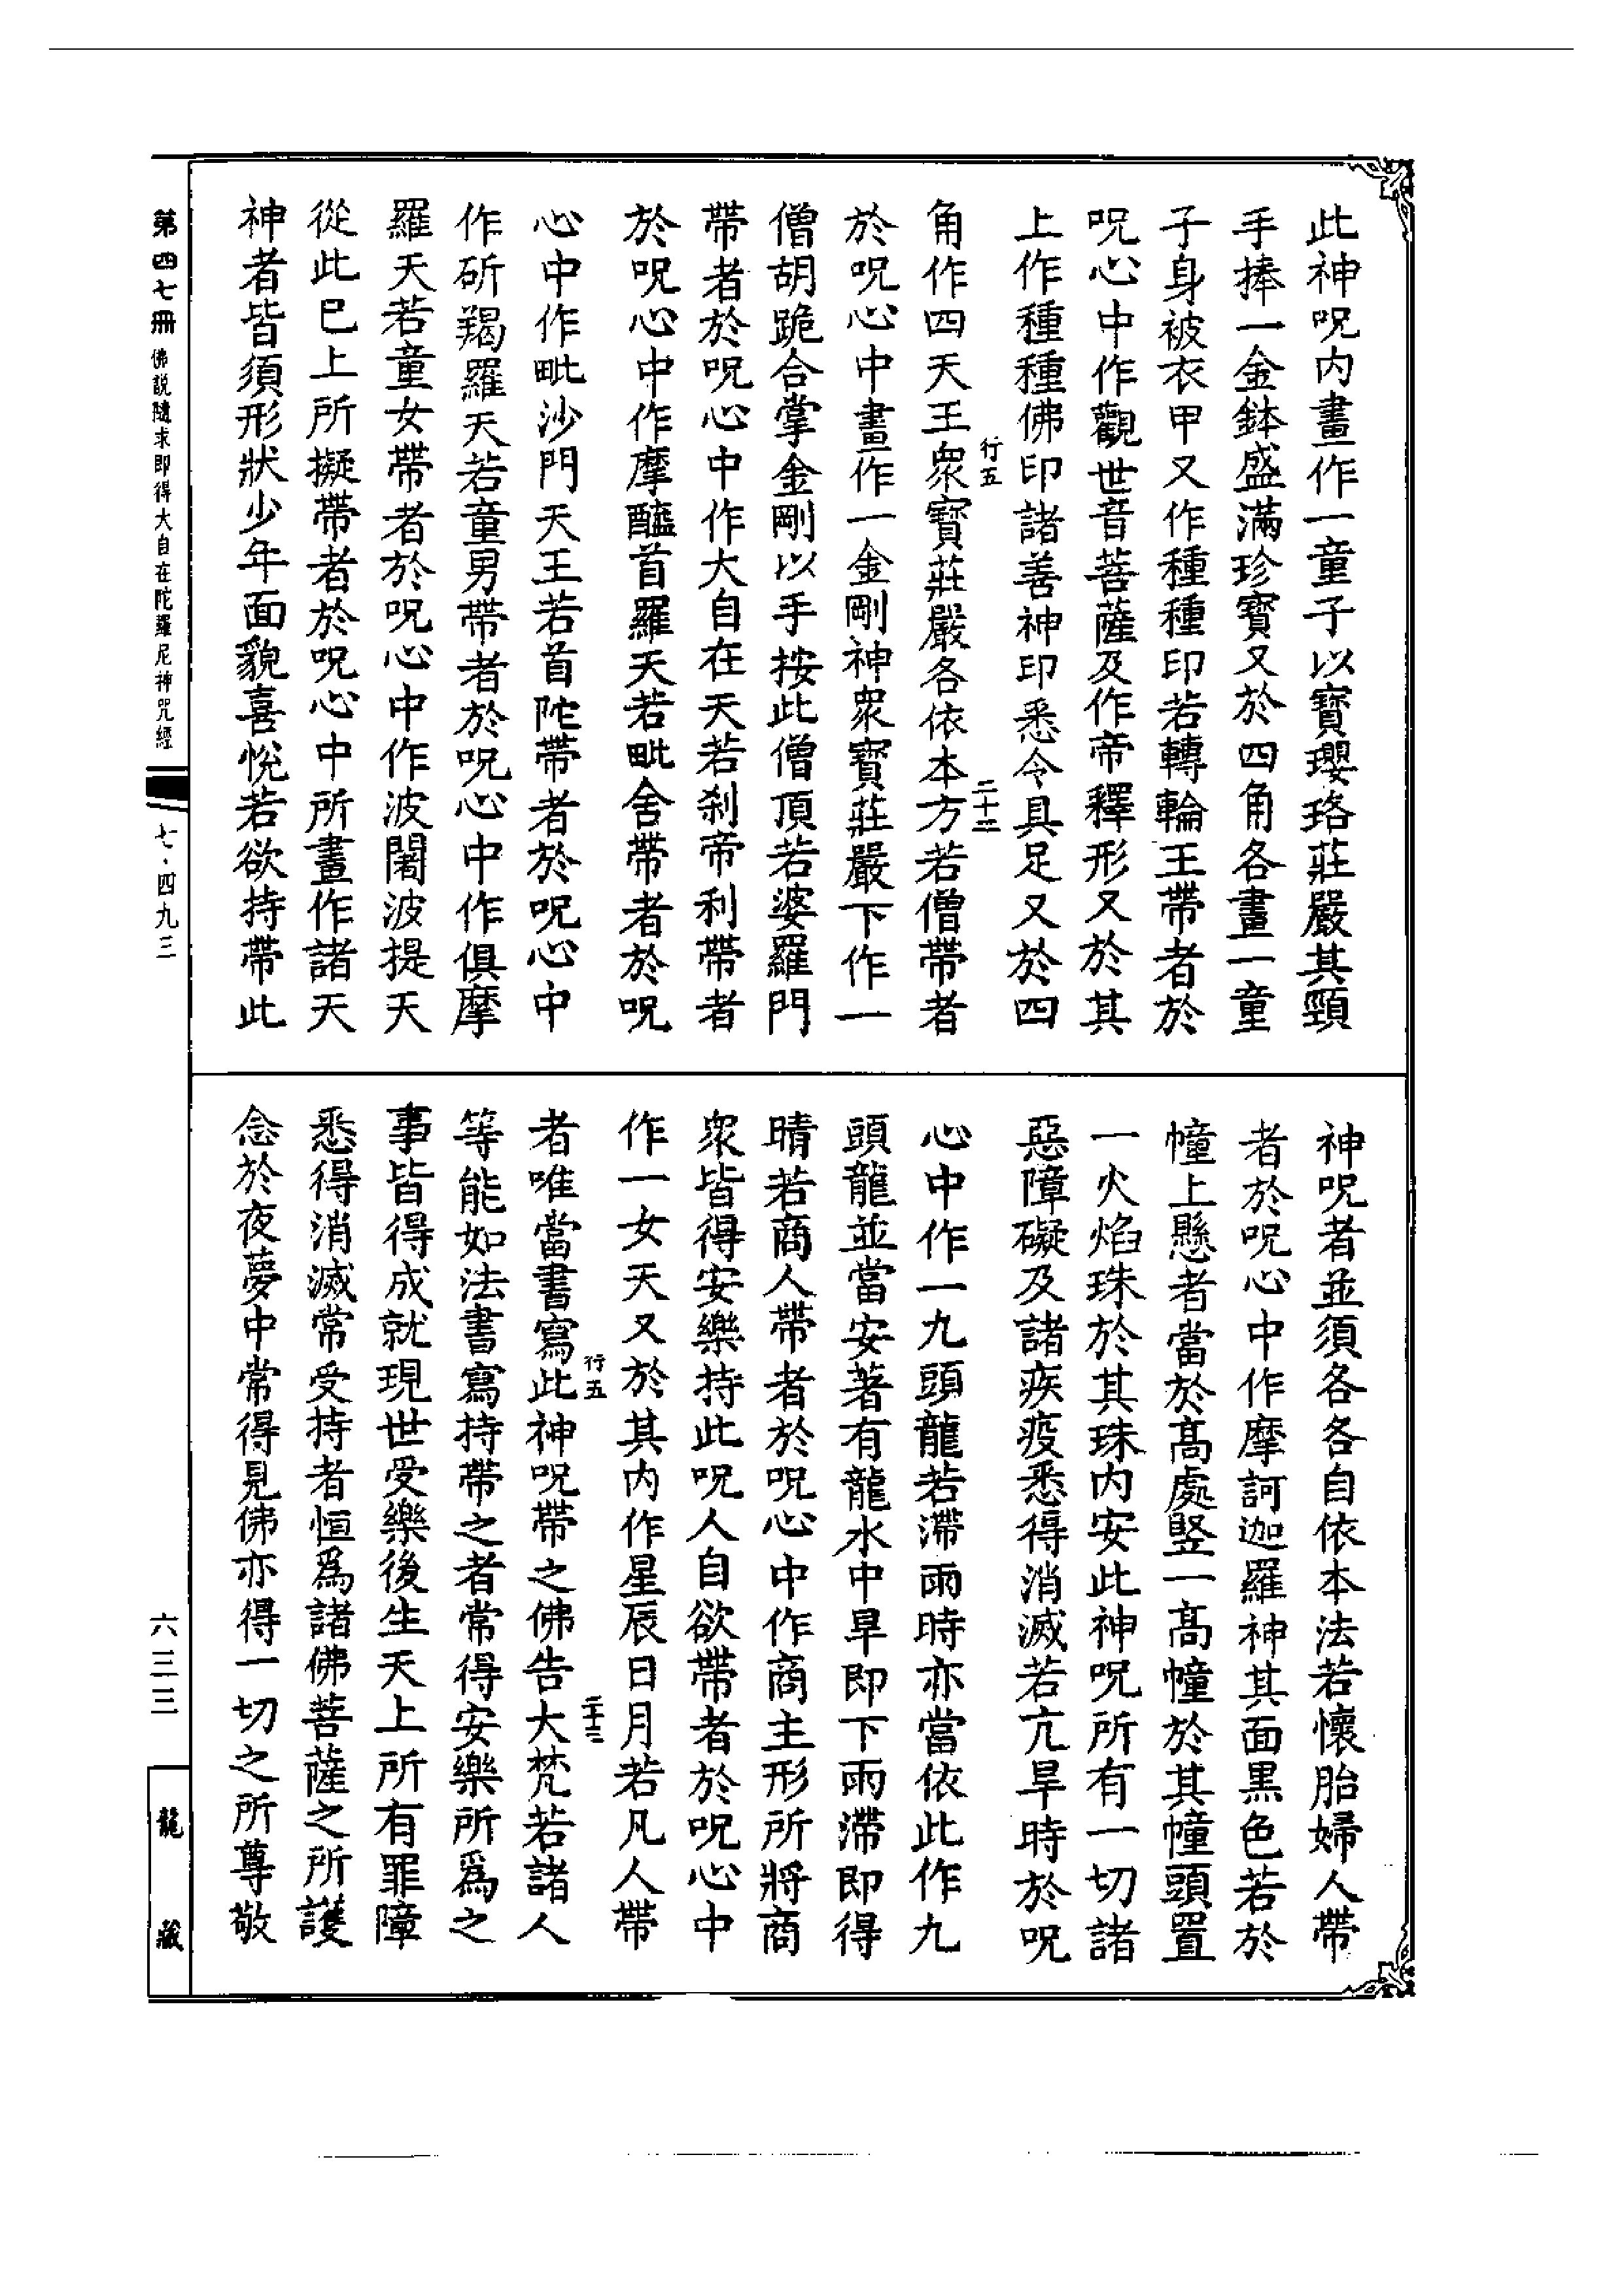 此神呪内畫作一童子以寶瓔珞莊嚴其頸
手捧一金鉢盛滿珍寶又於四角各畫一童
子身被衣甲又作種種印若轉輪王帶者於
呪心中作觀世音菩薩及作帝釋形又於其
上作種種佛印諸善神印悉令具足又於四
行五 二十二
角作四天王衆寶莊嚴各依本方若僧帶者
於呪心中畫作一金剛神衆寶莊嚴下作一
僧胡跪合掌金剛以手按此僧頂若婆羅門
帶者於呪心中作大自在天若刹帝利帶者
於呪心中作摩醯首羅天若毗舍帶者於呪
心中作毗沙門天王若首陀帶者於呪心中
作斫羯羅天若童男帶者於呪心中作俱摩
羅天若童女帶者於呪心中作波闍波提天
從此巳上所擬帶者於呪心中所畫作諸天
神者皆須形狀少年面貌喜悅若欲持帶此
神呪者並須各各自依本法若懷胎婦人帶
者於呪心中作摩訶迦羅神其面黑色若於
幢上懸者當於高處竪一高幢於其幢頭置
一火焰珠於其珠内安此神呪所有一切諸
惡障礙及諸疾疫悉得消滅若亢旱時於呪
心中作一九頭龍若滯雨時亦當依此作九
頭龍並當安著有龍水中旱即下雨滯即得
晴若商人帶者於呪心中作商主形所將商
衆皆得安樂持此呪人自欲帶者於呪心中
作一女天又於其内作星辰日月若凡人帶
行五 二十三
者唯當書寫此神呪帶之佛告大梵若諸人
等能如法書寫持帶之者常得安樂所爲之
事皆得成就現世受樂後生天上所有罪障
悉得消滅常受持者恒爲諸佛菩薩之所護
念於夜夢中常得見佛亦得一切之所尊敬
第四七冊 佛説隨求即得大自在陀羅尼神咒經 七·四九三
六三三
龍藏